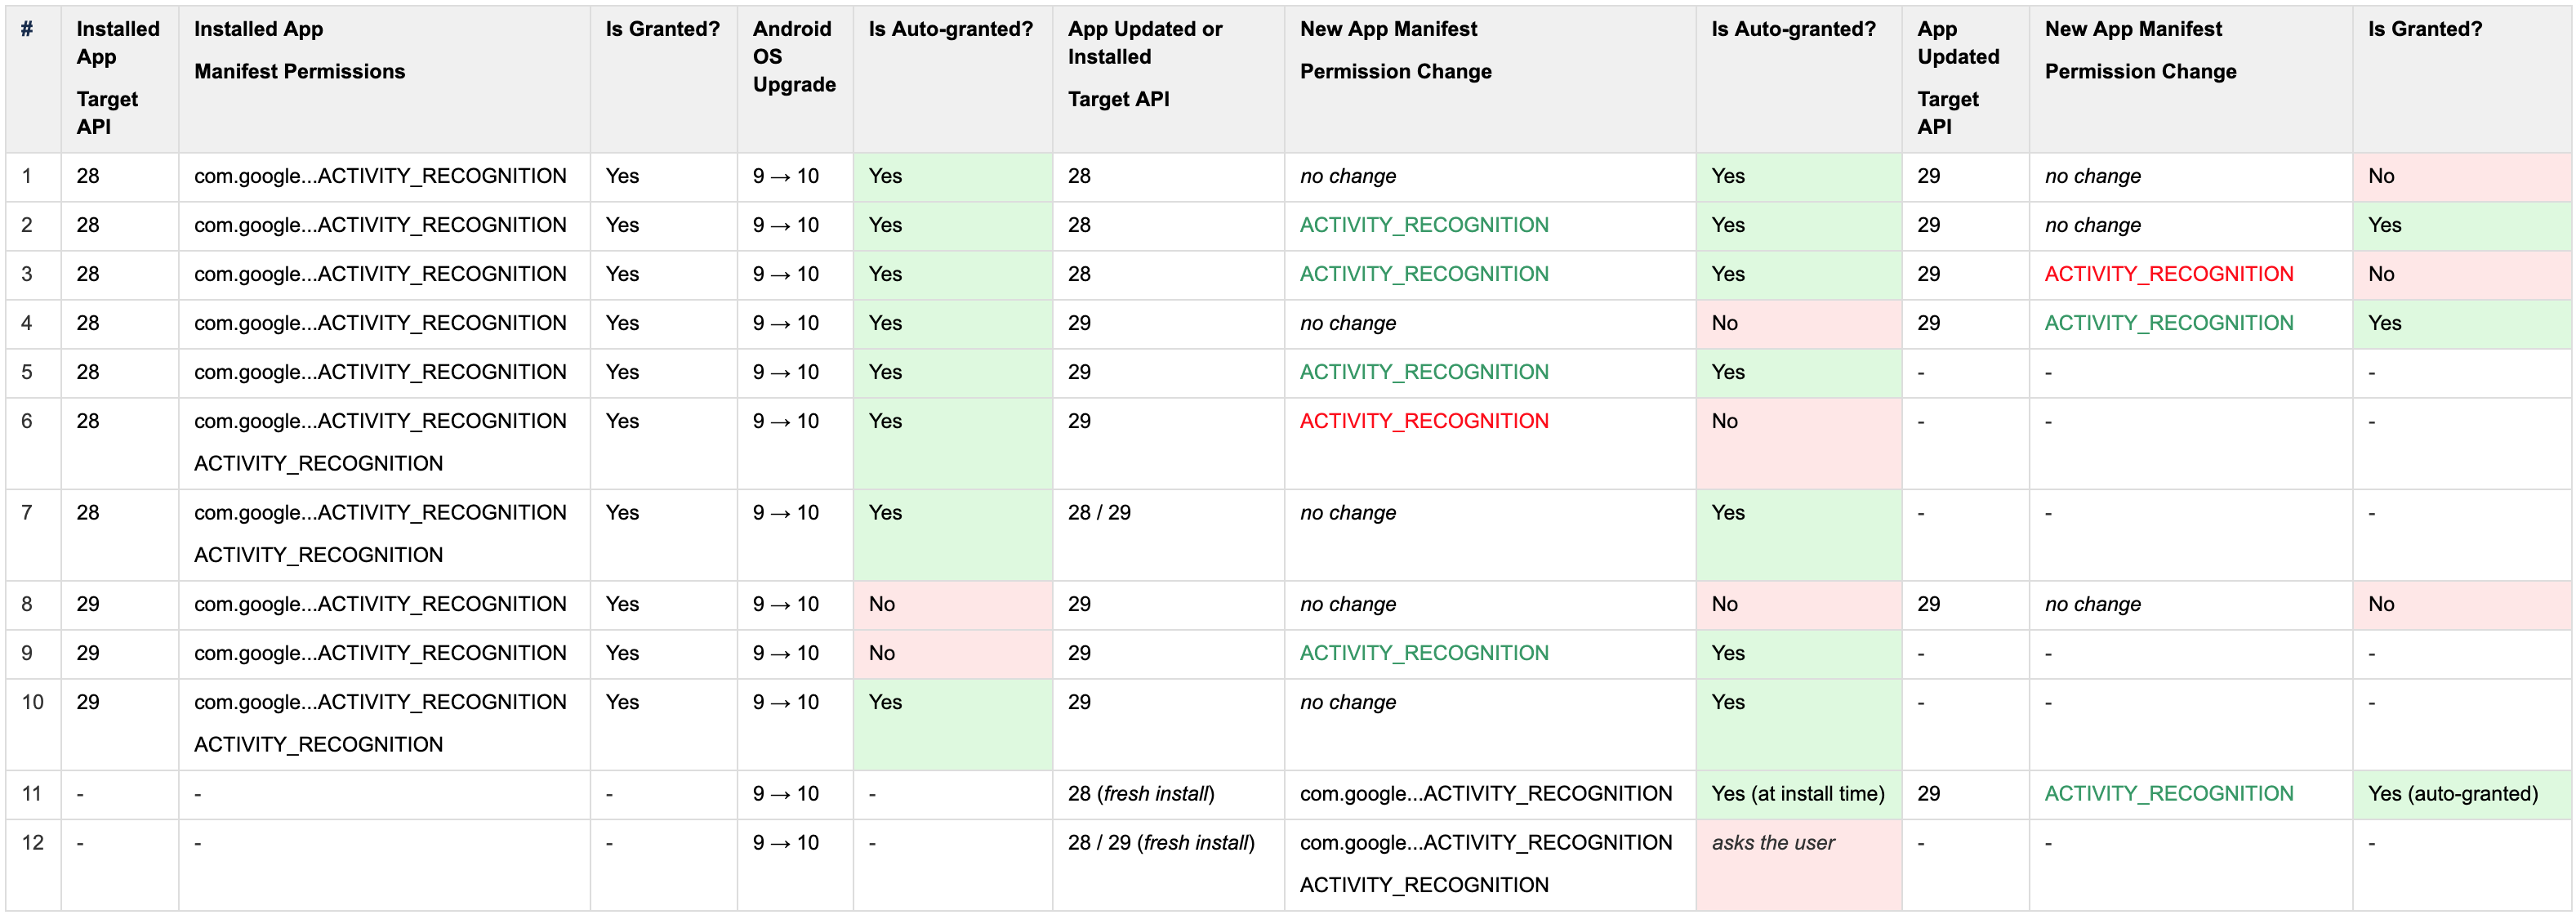 # Installed App Target API Installed App Manifest Permissions Is Granted? Android OS Upgrade Is Auto-granted? App Updated or Installed Target API New App Manifest Permission Change Is Auto-granted? App Updated Target API New App Manifest Permission Change Is Granted?
1 28 com.google...ACTIVITY_RECOGNITION Yes 9 → 10 Yes 28 no change Yes 29 no change No
2 28 com.google...ACTIVITY_RECOGNITION Yes 9 → 10 Yes 28 ACTIVITY_RECOGNITION Yes 29 no change Yes
3 28 com.google...ACTIVITY_RECOGNITION Yes 9 → 10 Yes 28 ACTIVITY_RECOGNITION Yes 29 ACTIVITY_RECOGNITION No
4 28 com.google...ACTIVITY_RECOGNITION Yes 9 → 10 Yes 29 no change No 29 ACTIVITY_RECOGNITION Yes
5 28 com.google...ACTIVITY_RECOGNITION Yes 9 → 10 Yes 29 ACTIVITY_RECOGNITION Yes - - -
6 28 com.google...ACTIVITY_RECOGNITION Yes 9 → 10 Yes 29 ACTIVITY_RECOGNITION No - - -
ACTIVITY_RECOGNITION
7 28 com.google...ACTIVITY_RECOGNITION Yes 9 → 10 Yes 28 / 29 no change Yes - - -
ACTIVITY_RECOGNITION
8 29 com.google...ACTIVITY_RECOGNITION Yes 9 → 10 No 29 no change No 29 no change No
9 29 com.google...ACTIVITY_RECOGNITION Yes 9 → 10 No 29 ACTIVITY_RECOGNITION Yes - - -
10 29 com.google...ACTIVITY_RECOGNITION Yes 9 → 10 Yes 29 no change Yes - - -
ACTIVITY_RECOGNITION
11 - - - 9 → 10 - 28 (fresh install) com.google...ACTIVITY_RECOGNITION Yes (at install time) 29 ACTIVITY_RECOGNITION Yes (auto-granted)
12 - - - 9 → 10 - 28 / 29 (fresh install) com.google...ACTIVITY_RECOGNITION asks the user - - -
ACTIVITY_RECOGNITION